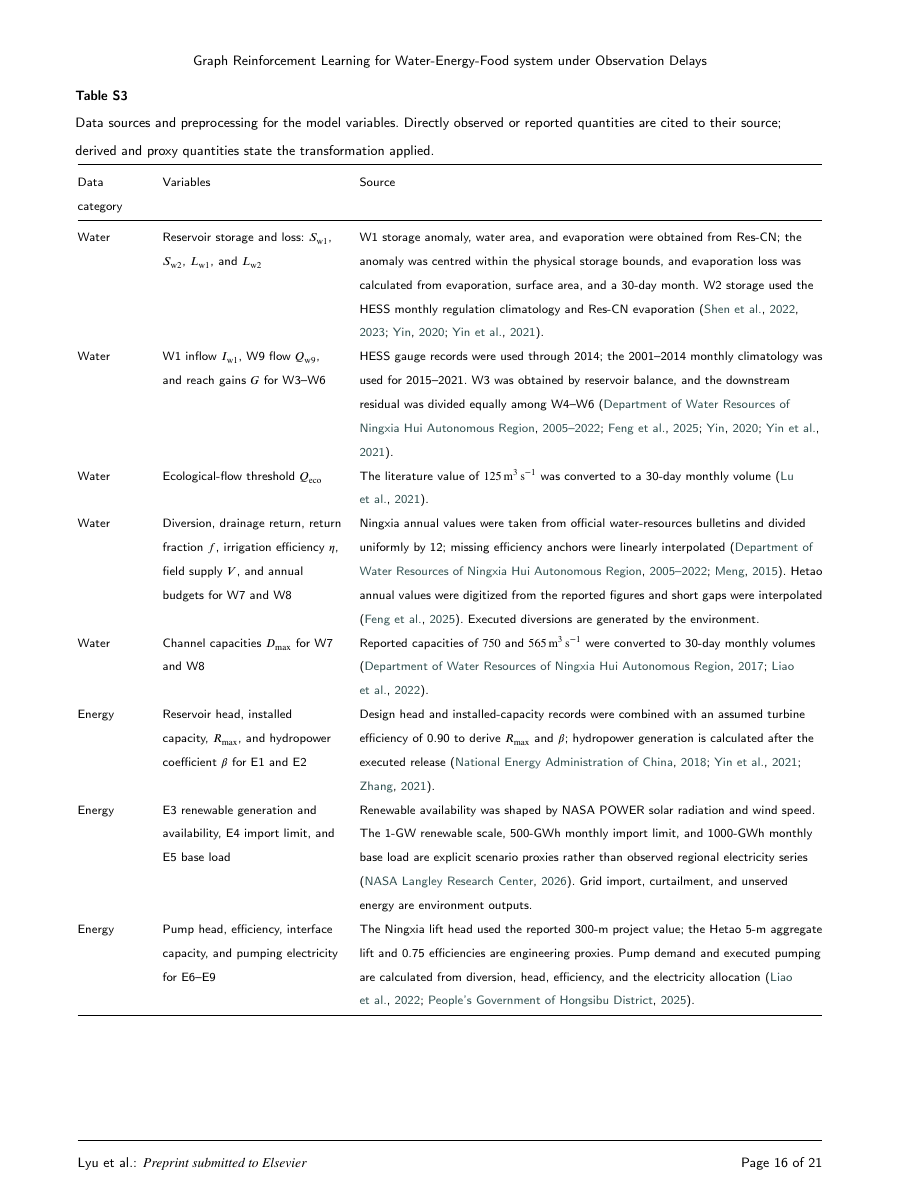 Graph Reinforcement Learning for Water-Energy-Food system under Observation Delays
Table S3
Data sources and preprocessing for the model variables. Directly observed or reported quantities are cited to their source;
derived and proxy quantities state the transformation applied.
Data category
Variables
Source
Water
Reservoir storage and loss: S_w1,
S_w2, L_w1, and L_w2
W1 storage anomaly, water area, and evaporation were obtained from Res-CN; the
anomaly was centred within the physical storage bounds, and evaporation loss was
calculated from evaporation, surface area, and a 30-day month. W2 storage used the
HESS monthly regulation climatology and Res-CN evaporation (Shen et al., 2022,
2023; Yin, 2020; Yin et al., 2021).
Water
W1 inflow I_w1, W9 flow Q_w9,
and reach gains G for W3–W6
HESS gauge records were used through 2014; the 2001–2014 monthly climatology was
used for 2015–2021. W3 was obtained by reservoir balance, and the downstream
residual was divided equally among W4–W6 (Department of Water Resources of
Ningxia Hui Autonomous Region, 2005–2022; Feng et al., 2025; Yin, 2020; Yin et al.,
2021).
Water
Ecological-flow threshold Q_eco
The literature value of 125 m³ s⁻¹ was converted to a 30-day monthly volume (Lu
et al., 2021).
Water
Diversion, drainage return, return
fraction f, irrigation efficiency η,
field supply V, and annual
budgets for W7 and W8
Ningxia annual values were taken from official water-resources bulletins and divided
uniformly by 12; missing efficiency anchors were linearly interpolated (Department of
Water Resources of Ningxia Hui Autonomous Region, 2005–2022; Meng, 2015). Hetao
annual values were digitized from the reported figures and short gaps were interpolated
(Feng et al., 2025). Executed diversions are generated by the environment.
Water
Channel capacities D_max for W7
and W8
Reported capacities of 750 and 565 m³ s⁻¹ were converted to 30-day monthly volumes
(Department of Water Resources of Ningxia Hui Autonomous Region, 2017; Liao
et al., 2022).
Energy
Reservoir head, installed
capacity, R_max, and hydropower
coefficient β for E1 and E2
Design head and installed-capacity records were combined with an assumed turbine
efficiency of 0.90 to derive R_max and β; hydropower generation is calculated after the
executed release (National Energy Administration of China, 2018; Yin et al., 2021;
Zhang, 2021).
Energy
E3 renewable generation and
availability, E4 import limit, and
E5 base load
Renewable availability was shaped by NASA POWER solar radiation and wind speed.
The 1-GW renewable scale, 500-GWh monthly import limit, and 1000-GWh monthly
base load are explicit scenario proxies rather than observed regional electricity series
(NASA Langley Research Center, 2026). Grid import, curtailment, and unserved
energy are environment outputs.
Energy
Pump head, efficiency, interface
capacity, and pumping electricity
for E6–E9
The Ningxia lift head used the reported 300-m project value; the Hetao 5-m aggregate
lift and 0.75 efficiencies are engineering proxies. Pump demand and executed pumping
are calculated from diversion, head, efficiency, and the electricity allocation (Liao
et al., 2022; People's Government of Hongsibu District, 2025).
Lyu et al.: Preprint submitted to Elsevier
Page 16 of 21